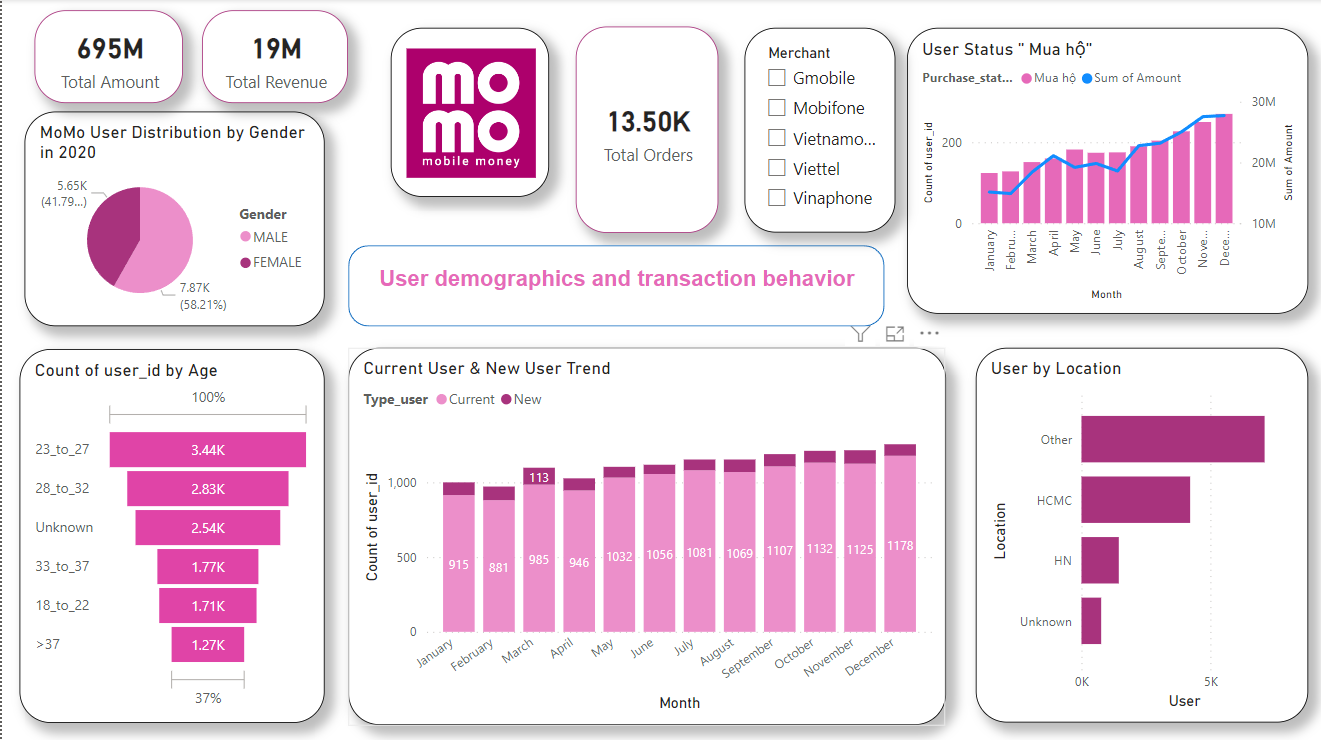 695M
Total Amount
19M
Total Revenue
momo
mobile money
13.50K
Total Orders
Merchant
Gmobile
Mobifone
Vietnamo...
Viettel
Vinaphone
User Status " Mua hộ"
Purchase_stat... Mua hộ Sum of Amount
Count of user_id
200
0
30M
20M
10M
Sum of Amount
January
Febru...
March
April
May
June
July
August
Septe...
October
Nove...
Dece...
Month
MoMo User Distribution by Gender
in 2020
5.65K
(41.79...)
7.87K
(58.21%)
Gender
MALE
FEMALE
User demographics and transaction behavior
Count of user_id by Age
100%
23_to_27 3.44K
28_to_32 2.83K
Unknown 2.54K
33_to_37 1.77K
18_to_22 1.71K
>37 1.27K
37%
Current User & New User Trend
Type_user Current New
Count of user_id
1,000
500
0
113
915 881 985 946 1032 1056 1081 1069 1107 1132 1125 1178
January February March April May June July August September October November December
Month
User by Location
Location
Other
HCMC
HN
Unknown
0K 5K
User